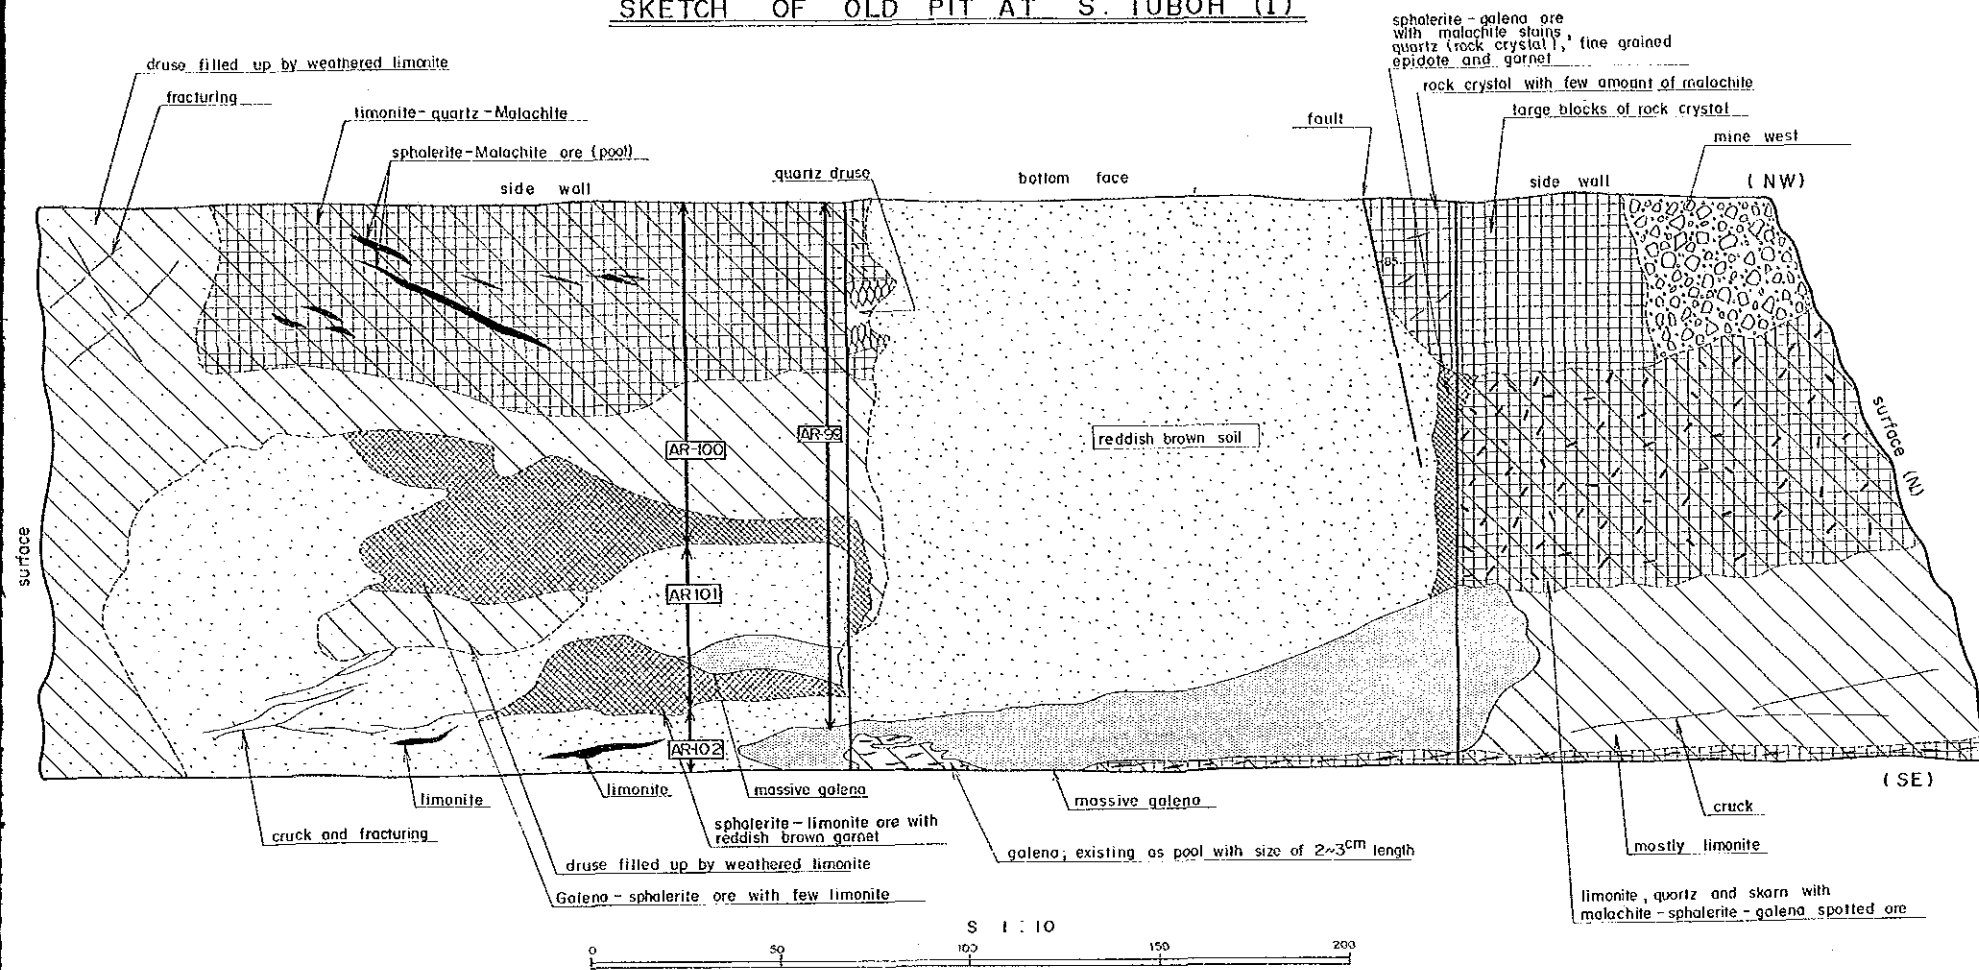 SKETCH OF OLD PIT AT S. TUBOH (I)
sphalerite-galena ore
with malachite stains,
quartz (rock crystal), fine grained
epidote and garnet
druse filled up by weathered limonite
fracturing
limonite-quartz-Malachite
sphalerite-Malachite ore (pool)
rock crystal with few amount of malachite
large blocks of rock crystal
fault
mine west
quartz druse
side wall
bottom face
side wall
(NW)
85
AR-100
AR-99
reddish brown soil
surface (N)
surface
AR101
AR-102
(SE)
limonite
limonite
massive galena
massive galena
cruck
cruck and fracturing
sphalerite-limonite ore with
reddish brown garnet
mostly limonite
druse filled up by weathered limonite
galena; existing as pool with size of 2~3cm length
Galena-sphalerite ore with few limonite
limonite, quartz and skarn with
malachite-sphalerite-galena spotted ore
S 1:10
0 50 100 150 200